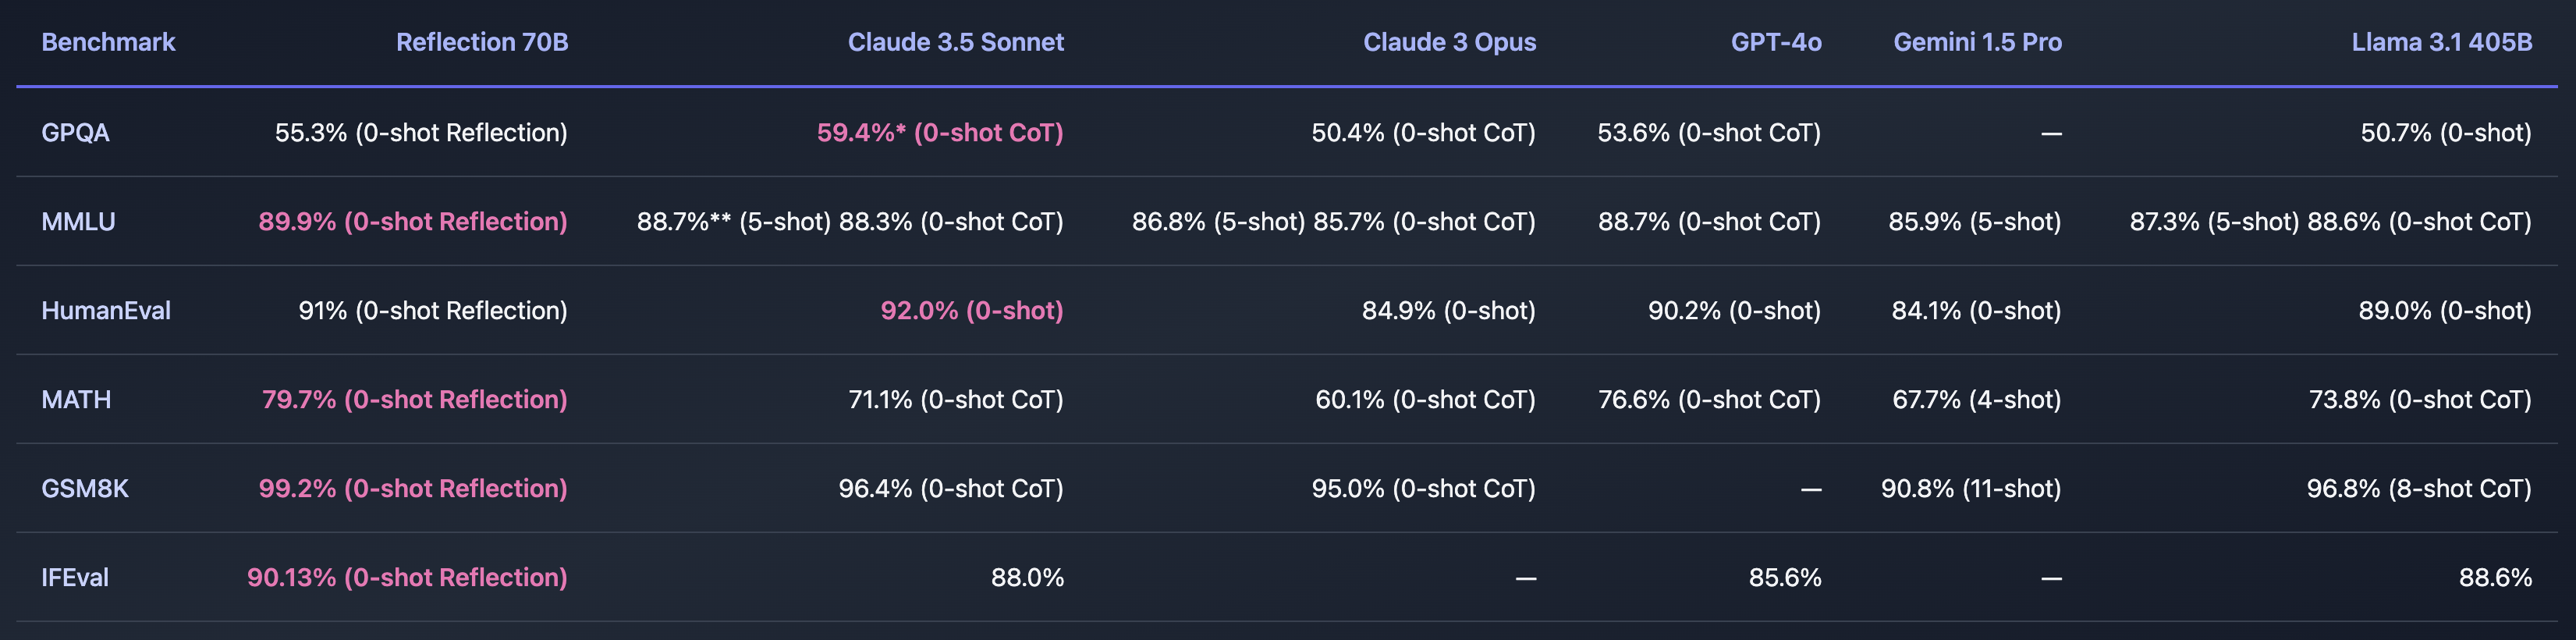 Benchmark Reflection 70B Claude 3.5 Sonnet Claude 3 Opus GPT-4o Gemini 1.5 Pro Llama 3.1 405B
GPQA 55.3% (0-shot Reflection) 59.4%* (0-shot CoT) 50.4% (0-shot CoT) 53.6% (0-shot CoT) — 50.7% (0-shot)
MMLU 89.9% (0-shot Reflection) 88.7%** (5-shot) 88.3% (0-shot CoT) 86.8% (5-shot) 85.7% (0-shot CoT) 88.7% (0-shot CoT) 85.9% (5-shot) 87.3% (5-shot) 88.6% (0-shot CoT)
HumanEval 91% (0-shot Reflection) 92.0% (0-shot) 84.9% (0-shot) 90.2% (0-shot) 84.1% (0-shot) 89.0% (0-shot)
MATH 79.7% (0-shot Reflection) 71.1% (0-shot CoT) 60.1% (0-shot CoT) 76.6% (0-shot CoT) 67.7% (4-shot) 73.8% (0-shot CoT)
GSM8K 99.2% (0-shot Reflection) 96.4% (0-shot CoT) 95.0% (0-shot CoT) — 90.8% (11-shot) 96.8% (8-shot CoT)
IFEval 90.13% (0-shot Reflection) 88.0% — 85.6% — 88.6%